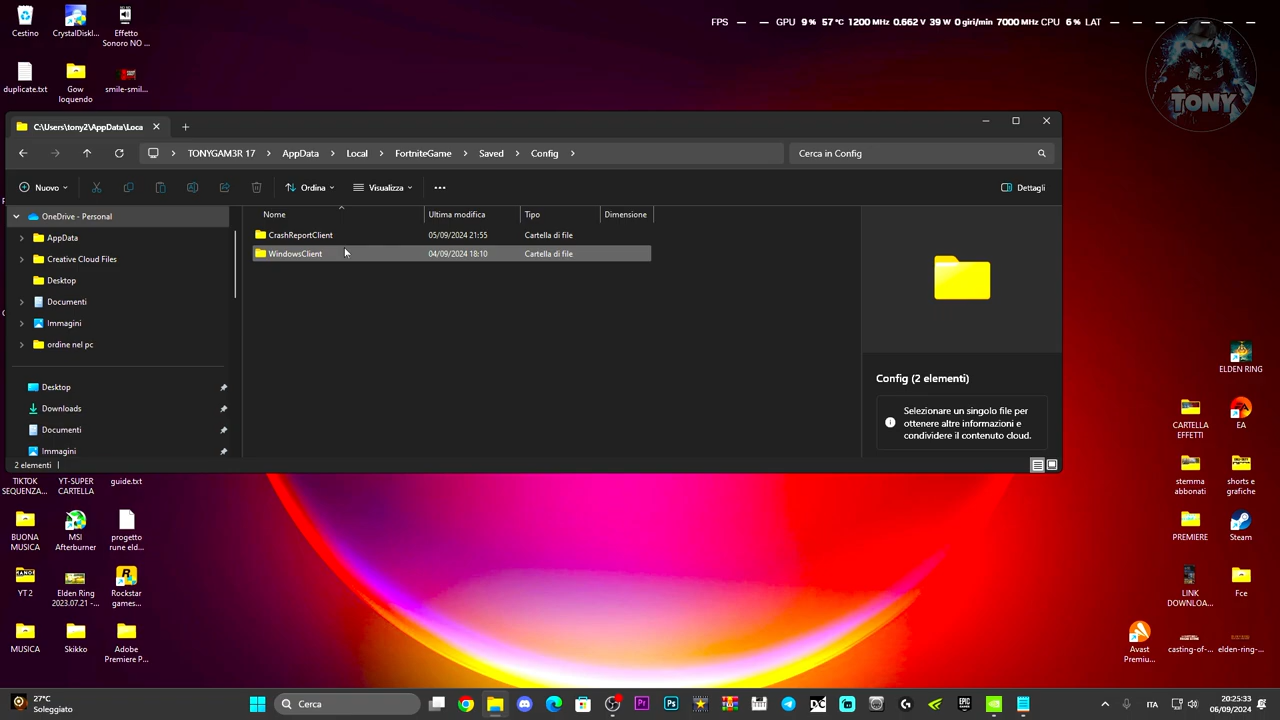 FPS — — GPU 9 % 57 °C 1200 MHz 0.662 V 39 W 0 giri/min 7000 MHz CPU 6 % LAT — — — — — — —
TONY
Cestino
CrystalDiskI...
Effetto
Sonoro NO ...
duplicate.txt
Gow
loquendo
smile-smil...
C:\Users\tony2\AppData\Loca
TONYGAM3R 17 > AppData > Local > FortniteGame > Saved > Config >
Cerca in Config
Nuovo
Ordina
Visualizza
...
Dettagli
OneDrive - Personal
AppData
Creative Cloud Files
Desktop
Documenti
Immagini
ordine nel pc
Desktop
Downloads
Documenti
Immagini
Nome Ultima modifica Tipo Dimensione
CrashReportClient 05/09/2024 21:55 Cartella di file
WindowsClient 04/09/2024 18:10 Cartella di file
Config (2 elementi)
Selezionare un singolo file per
ottenere altre informazioni e
condividere il contenuto cloud.
2 elementi
TIKTOK
SEQUENZA...
YT-SUPER
CARTELLA
guide.txt
BUONA
MUSICA
MSI
Afterburner
progetto
rune eld...
YT 2
Elden Ring
2023.07.21 -...
Rockstar
games...
MUSICA
Skikko
Adobe
Premiere P...
ELDEN RING
CARTELLA
EFFETTI
EA
stemma
abbonati
shorts e
grafiche
PREMIERE
Steam
LINK
DOWNLOA...
Fce
Avast
Premiu...
casting-of-...
elden-ring-...
27°C
Soleggiato
Cerca
ITA
20:25:33
06/09/2024